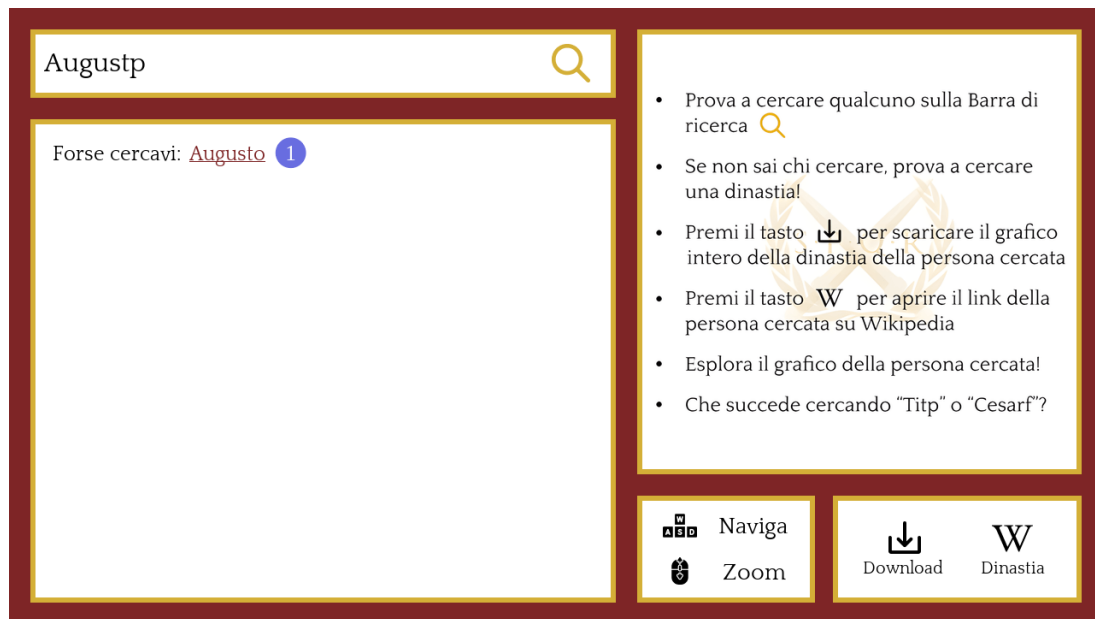 Augustp
Forse cercavi: Augusto 1
• Prova a cercare qualcuno sulla Barra di
ricerca
• Se non sai chi cercare, prova a cercare
una dinastia!
• Premi il tasto per scaricare il grafico
intero della dinastia della persona cercata
• Premi il tasto W per aprire il link della
persona cercata su Wikipedia
• Esplora il grafico della persona cercata!
• Che succede cercando “Titp” o “Cesarf”?
W
A S D Naviga
Zoom
Download
W
Dinastia